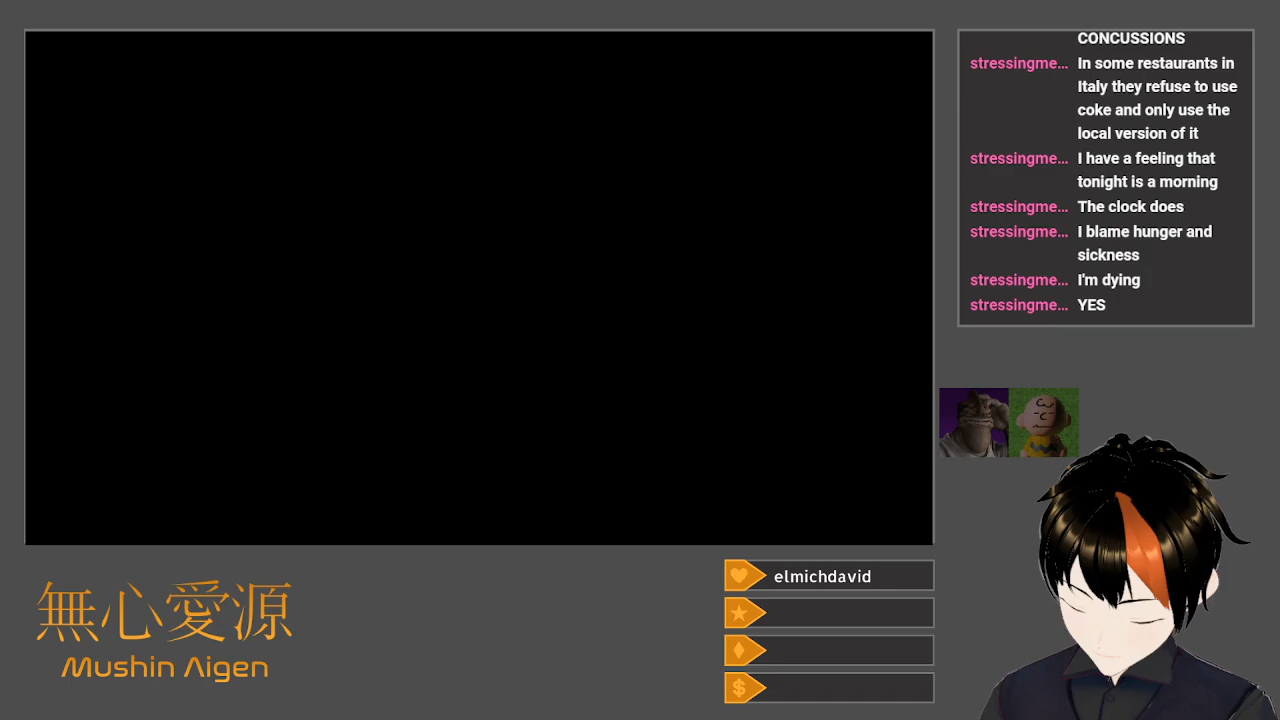 CONCUSSIONS
stressingme... In some restaurants in
Italy they refuse to use
coke and only use the
local version of it
stressingme... I have a feeling that
tonight is a morning
stressingme... The clock does
stressingme... I blame hunger and
sickness
stressingme... I'm dying
stressingme... YES
elmichdavid
無心愛源
Mushin Aigen